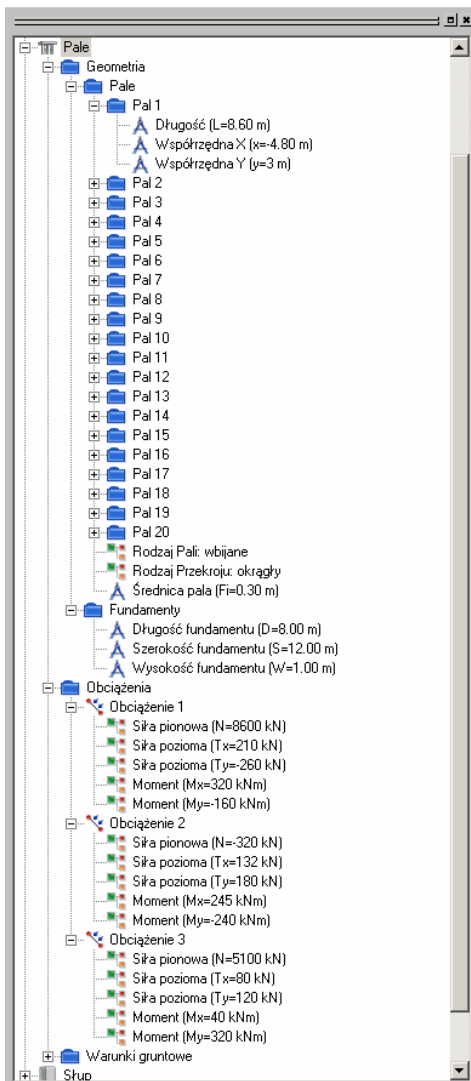 Pale
Geometria
Pale
Pal 1
Długość (L=8.60 m)
Współrzędna X (x=-4.80 m)
Współrzędna Y (y=3 m)
Pal 2
Pal 3
Pal 4
Pal 5
Pal 6
Pal 7
Pal 8
Pal 9
Pal 10
Pal 11
Pal 12
Pal 13
Pal 14
Pal 15
Pal 16
Pal 17
Pal 18
Pal 19
Pal 20
Rodzaj Pali: wbijane
Rodzaj Przekroju: okrągły
Średnica pala (Fi=0.30 m)
Fundamenty
Długość fundamentu (D=8.00 m)
Szerokość fundamentu (S=12.00 m)
Wysokość fundamentu (W=1.00 m)
Obciążenia
Obciążenie 1
Siła pionowa (N=8600 kN)
Siła pozioma (Tx=210 kN)
Siła pozioma (Ty=-260 kN)
Moment (Mx=320 kNm)
Moment (My=-160 kNm)
Obciążenie 2
Siła pionowa (N=-320 kN)
Siła pozioma (Tx=132 kN)
Siła pozioma (Ty=180 kN)
Moment (Mx=245 kNm)
Moment (My=-240 kNm)
Obciążenie 3
Siła pionowa (N=5100 kN)
Siła pozioma (Tx=80 kN)
Siła pozioma (Ty=120 kN)
Moment (Mx=40 kNm)
Moment (My=320 kNm)
Warunki gruntowe
Słup